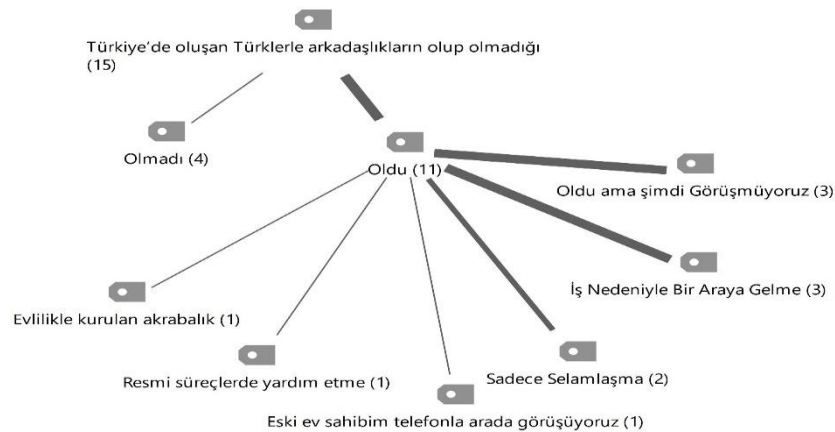 Türkiye'de oluşan Türklerle arkadaşlıkların olup olmadığı
(15)
Olmadı (4)
Oldu (11)
Oldu ama şimdi Görüşmüyoruz (3)
İş Nedeniyle Bir Araya Gelme (3)
Evlilikle kurulan akrabalık (1)
Resmi süreçlerde yardım etme (1)
Sadece Selamlaşma (2)
Eski ev sahibim telefonla arada görüşüyoruz (1)